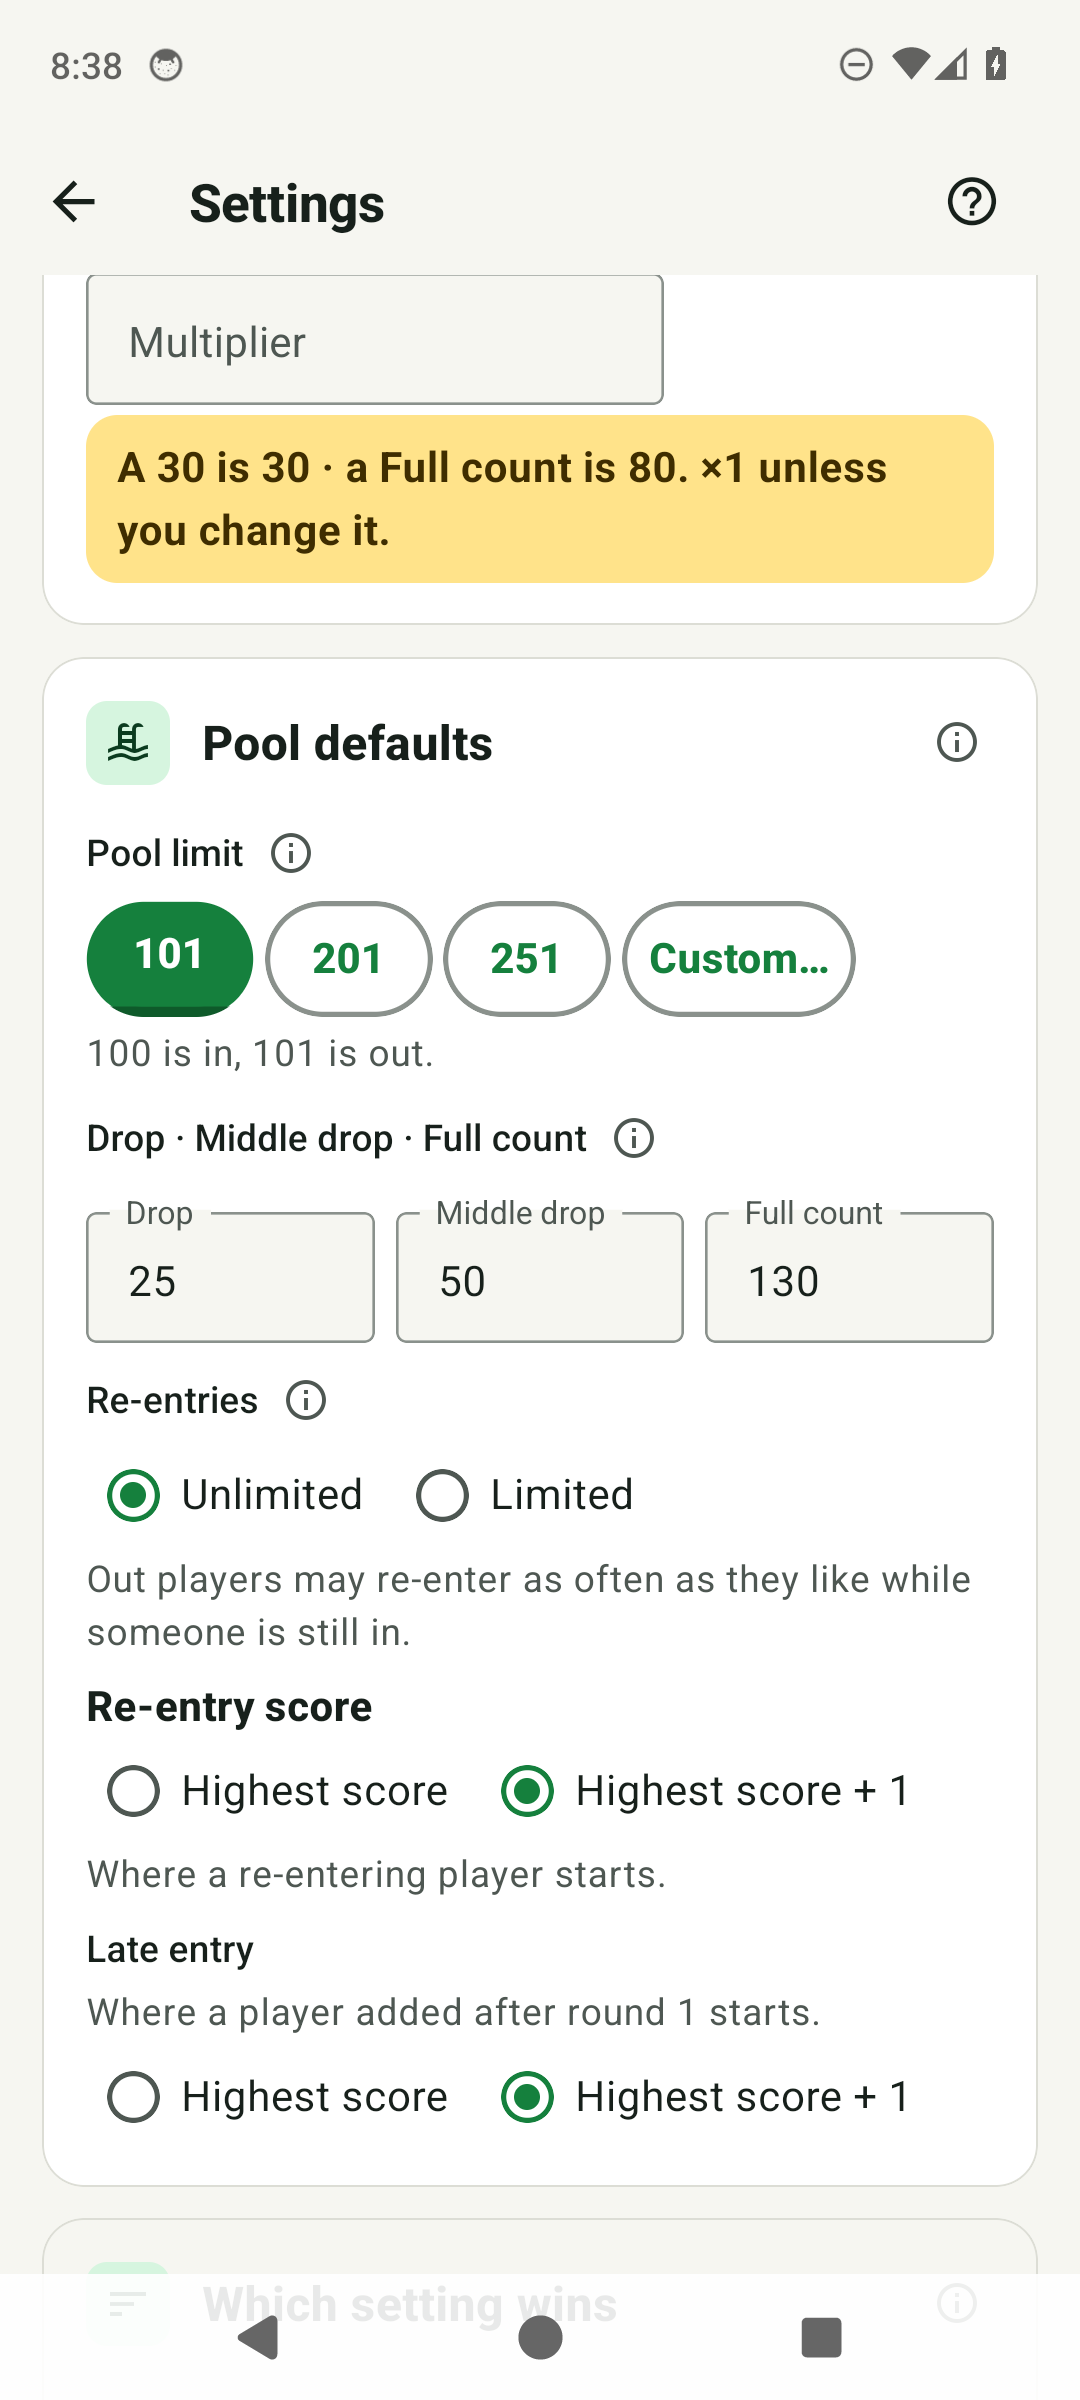 8:38
Settings
Multiplier
A 30 is 30 · a Full count is 80. ×1 unless
you change it.
Pool defaults
Pool limit
101
201
251
Custom…
100 is in, 101 is out.
Drop · Middle drop · Full count
Drop
Middle drop
Full count
25
50
130
Re-entries
Unlimited
Limited
Out players may re-enter as often as they like while
someone is still in.
Re-entry score
Highest score
Highest score + 1
Where a re-entering player starts.
Late entry
Where a player added after round 1 starts.
Highest score
Highest score + 1
Which setting wins